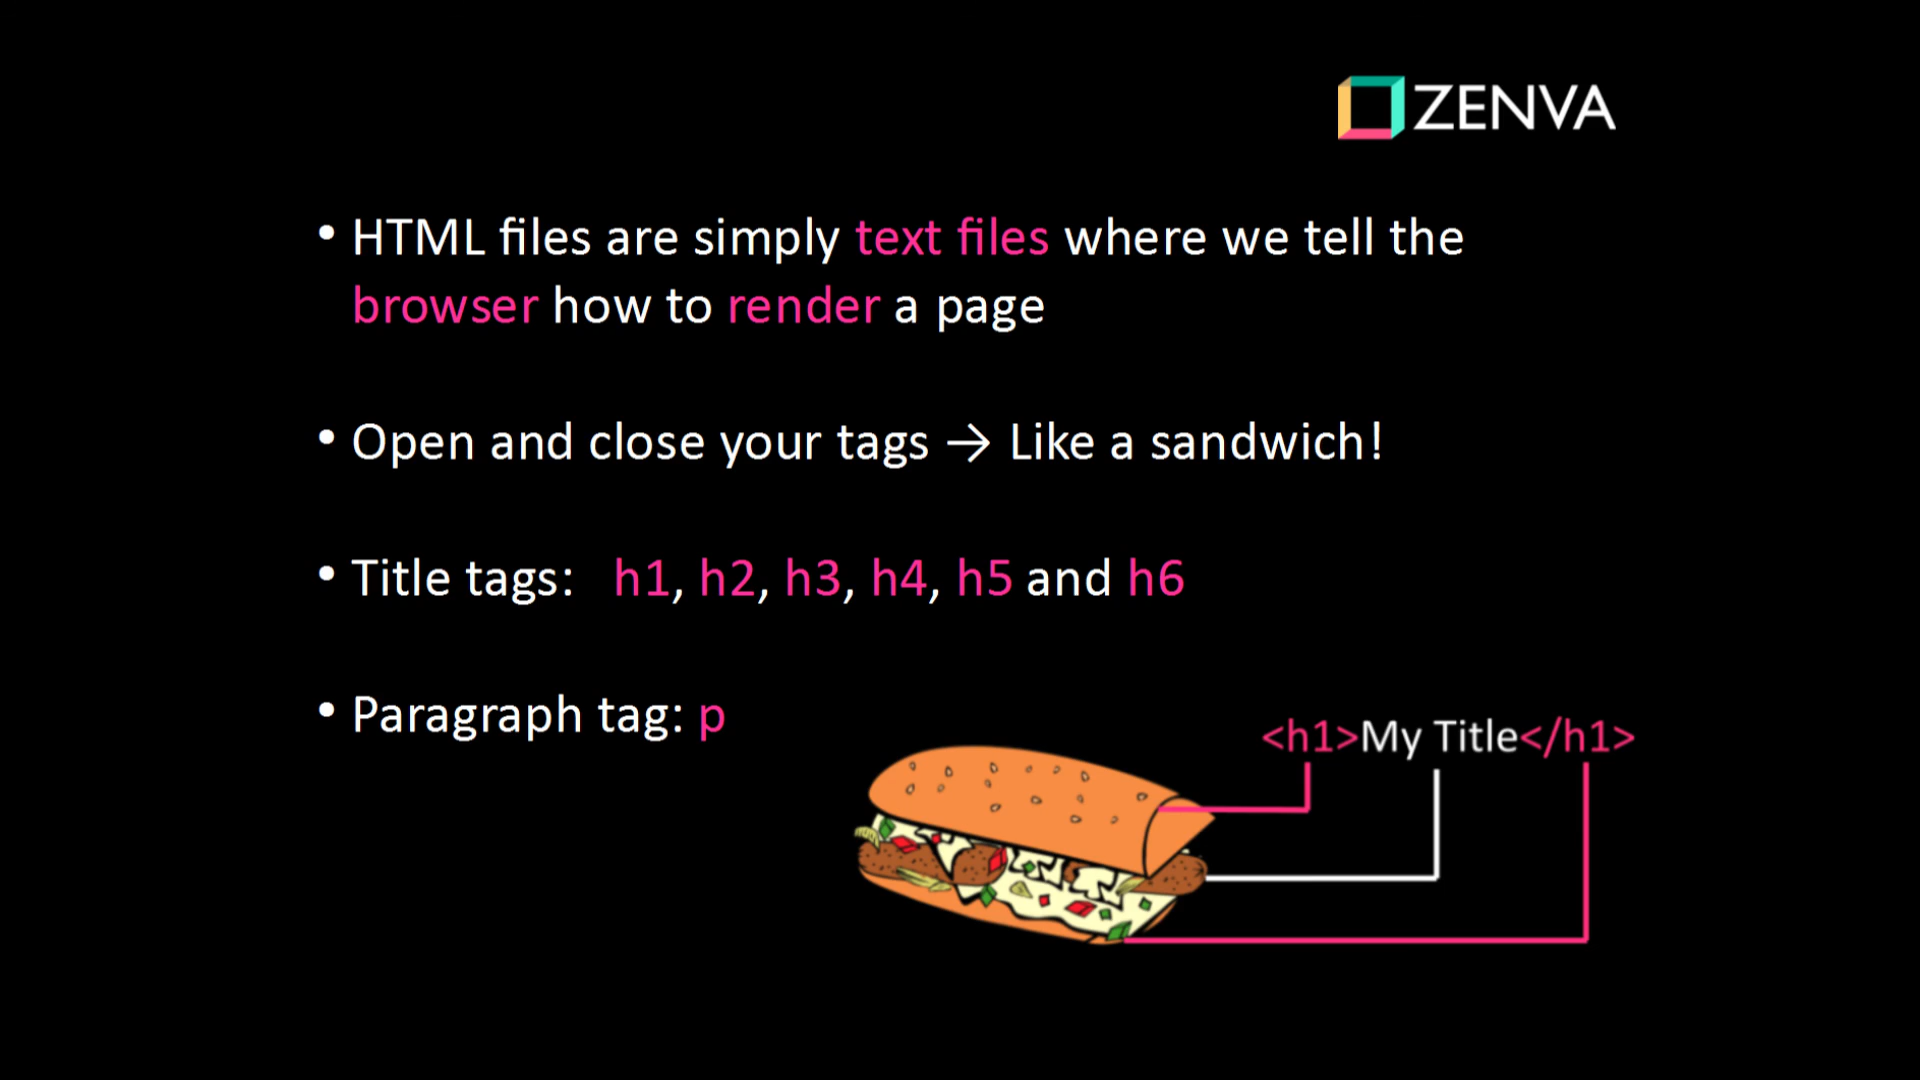 ZENVA
• HTML files are simply text files where we tell the
browser how to render a page
• Open and close your tags → Like a sandwich!
• Title tags: h1, h2, h3, h4, h5 and h6
• Paragraph tag: p
<h1>My Title</h1>